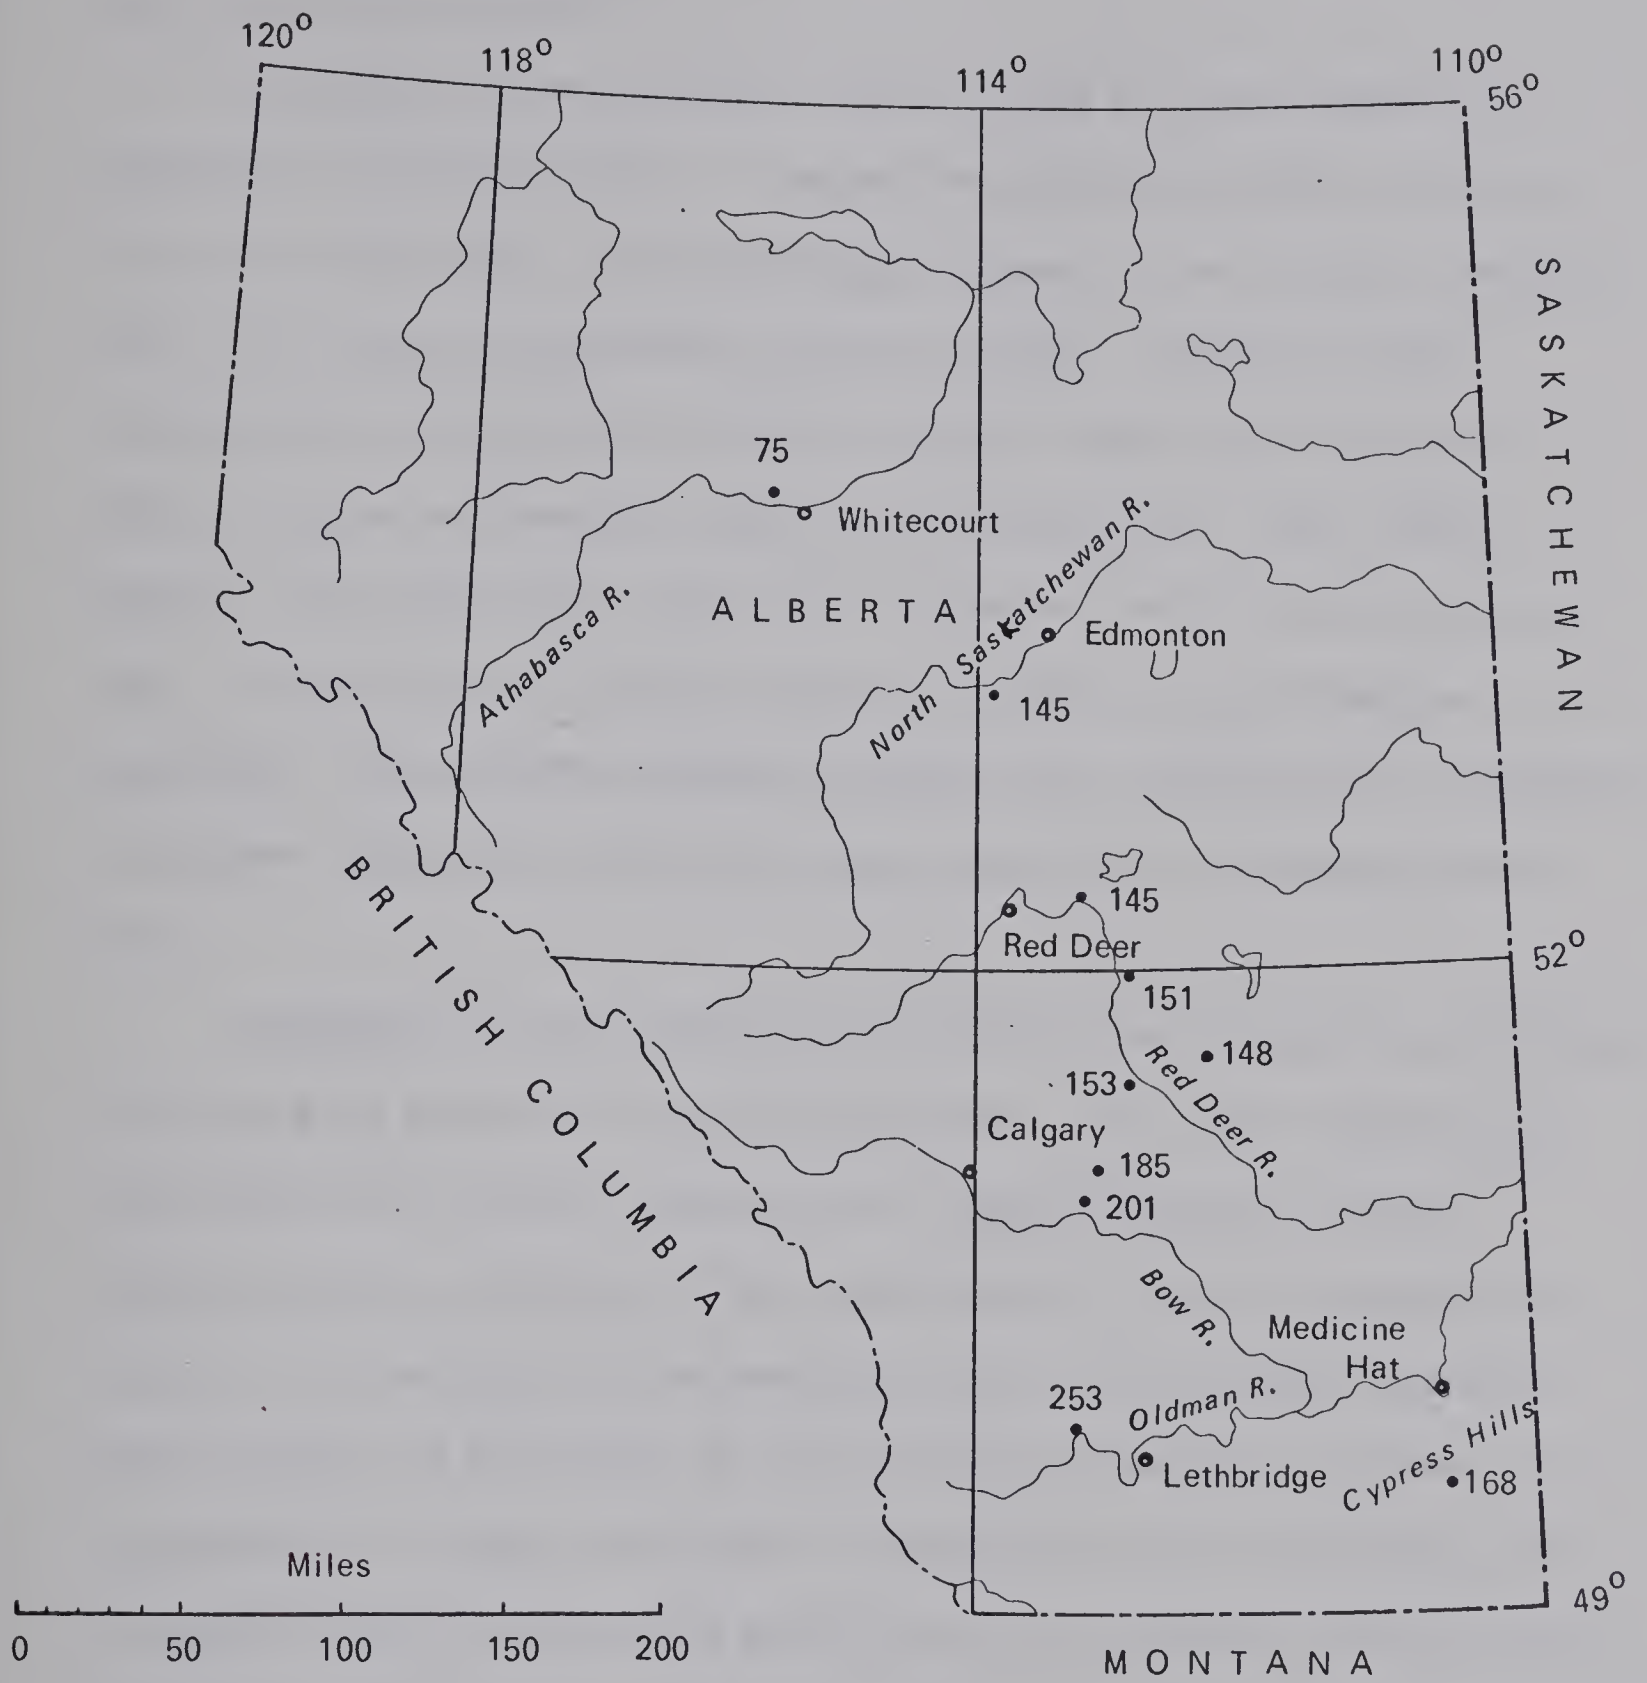 120°
118°
114°
110°
56°
75
Whitecourt
ALBERTA
Athabasca R.
North Saskatchewan R.
Edmonton
145
SASKATCHEWAN
BRITISH COLUMBIA
145
Red Deer
52°
151
148
153
Red Deer R.
Calgary
185
201
Bow R.
Medicine
Hat
253
Oldman R.
Lethbridge
Cypress Hills
168
Miles
0 50 100 150 200
49°
MONTANA